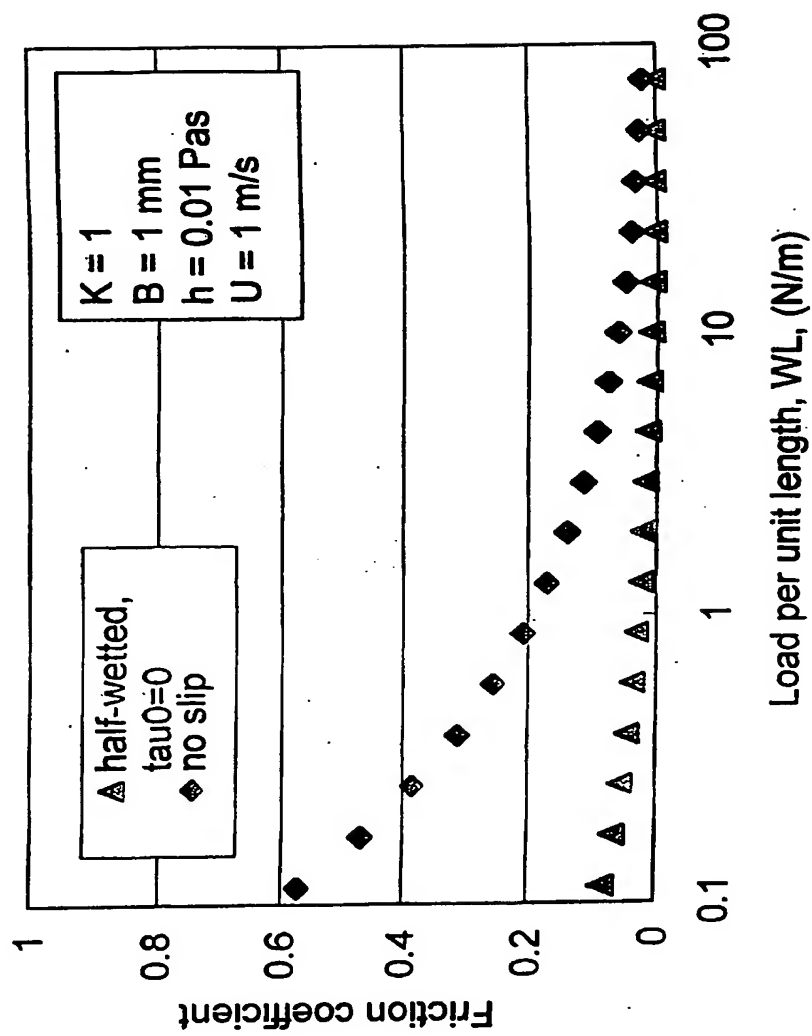 1
0.8
0.6
0.4
0.2
0
Friction coefficient
half-wetted,
tau0=0
no slip
K = 1
B = 1 mm
h = 0.01 Pas
U = 1 m/s
0.1
1
10
100
Load per unit length, WL, (N/m)